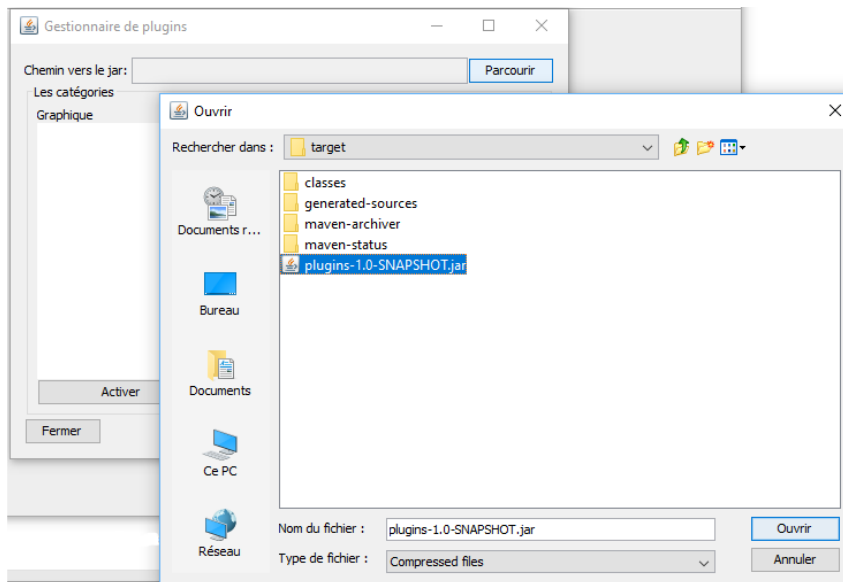 Gestionnaire de plugins
Chemin vers le jar:
Parcourir
Les catégories
Graphique
Activer
Fermer
Ouvrir
Rechercher dans :
target
classes
generated-sources
maven-archiver
maven-status
plugins-1.0-SNAPSHOT.jar
Documents r...
Bureau
Documents
Ce PC
Réseau
Nom du fichier :
plugins-1.0-SNAPSHOT.jar
Ouvrir
Type de fichier :
Compressed files
Annuler